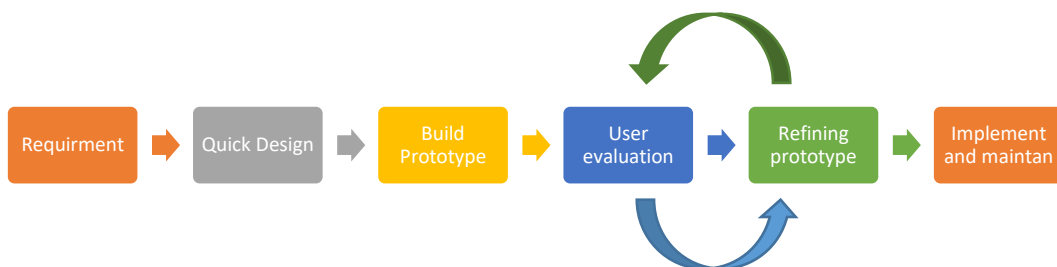 Requirment
Quick Design
Build
Prototype
User
evaluation
Refining
prototype
Implement
and maintan